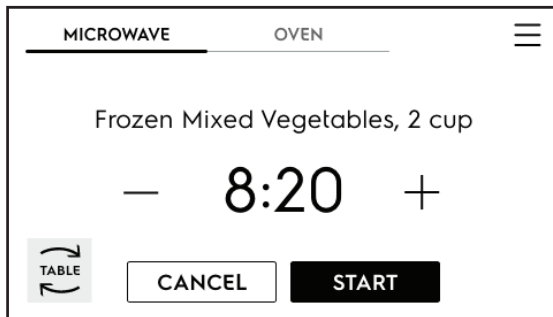 MICROWAVE OVEN
Frozen Mixed Vegetables, 2 cup
8:20
TABLE
CANCEL START